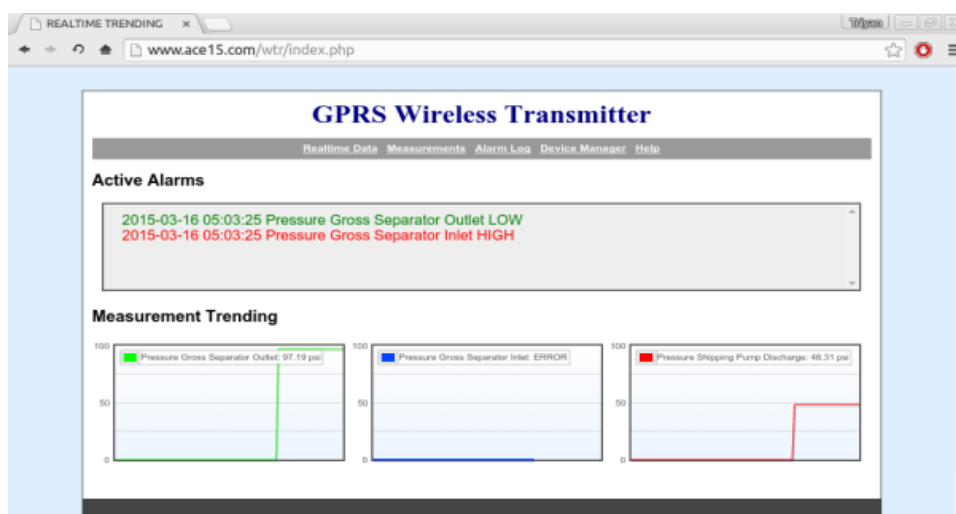 REALTIME TRENDING
www.ace15.com/wtr/index.php
GPRS Wireless Transmitter
Realtime Data Measurements Alarm Log Device Manager Help
Active Alarms
2015-03-16 05:03:25 Pressure Gross Separator Outlet LOW
2015-03-16 05:03:25 Pressure Gross Separator Inlet HIGH
Measurement Trending
100 Pressure Gross Separator Outlet: 97.19 psi
50
0
100 Pressure Gross Separator Inlet: ERROR
50
0
100 Pressure Shipping Pump Discharge: 48.31 psi
50
0